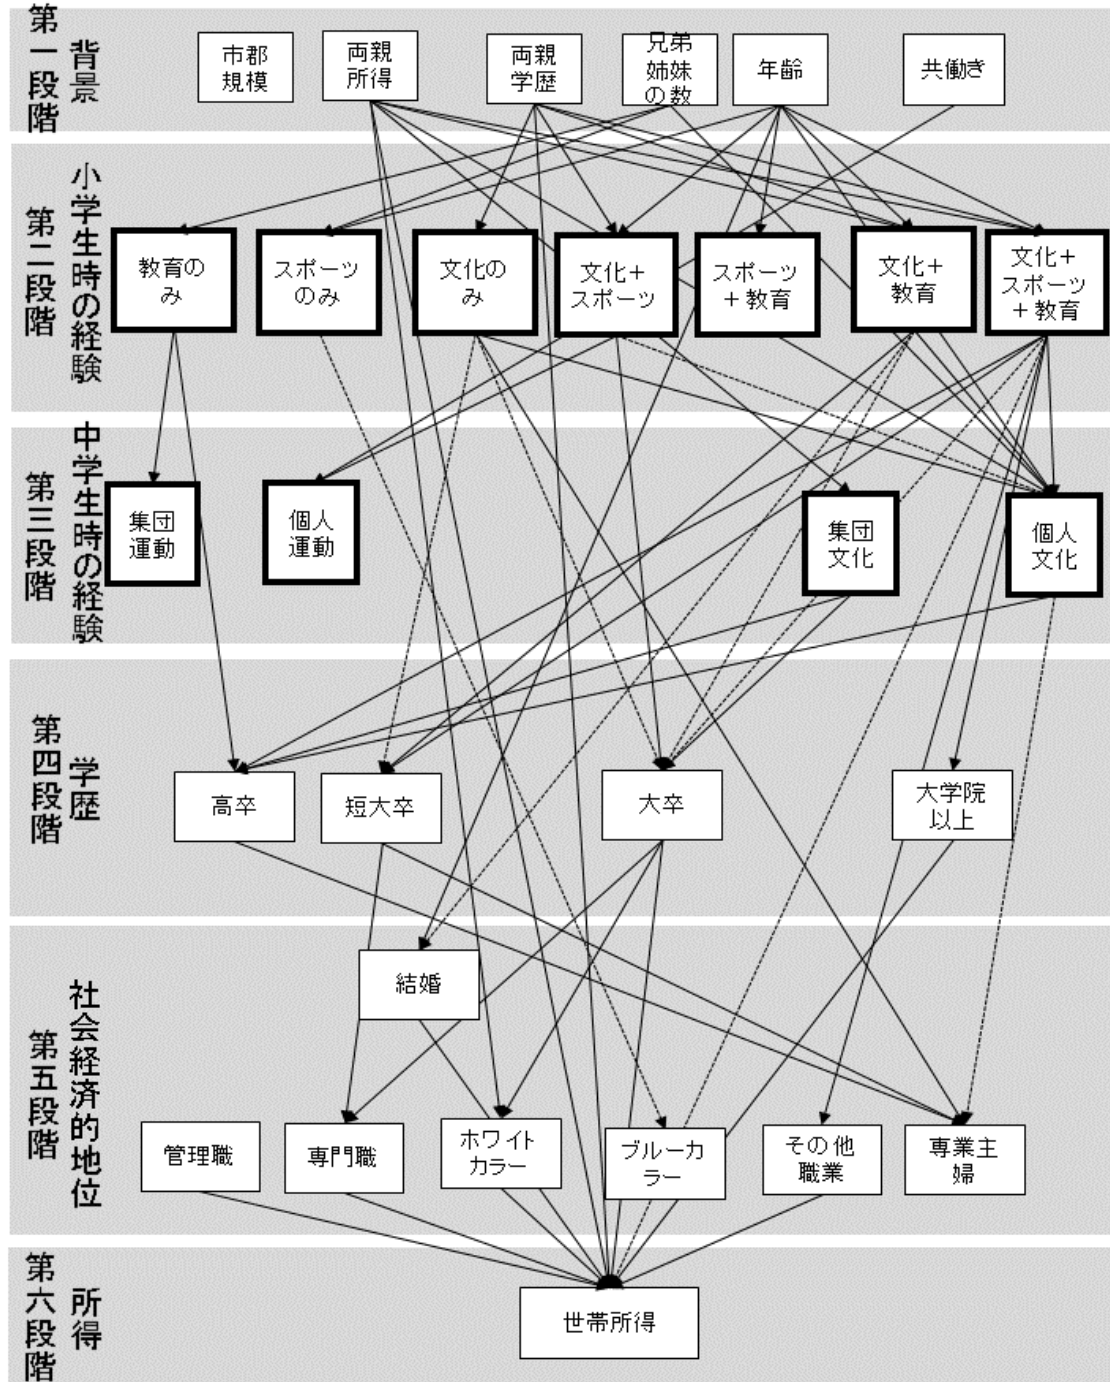 第一段階
背景
市郡
規模
両親
所得
両親
学歴
兄弟
姉妹
の数
年齢
共働き
第二段階
小学生時の経験
教育の
み
スポーツ
のみ
文化の
み
文化+
スポーツ
スポーツ
+教育
文化+
教育
文化+
スポーツ
+教育
第三段階
中学生時の経験
集団
運動
個人
運動
集団
文化
個人
文化
第四段階
学歴
高卒
短大卒
大卒
大学院
以上
第五段階
社会経済的地位
結婚
管理職
専門職
ホワイト
カラー
ブルーカ
ラー
その他
職業
専業主
婦
第六段階
所得
世帯所得